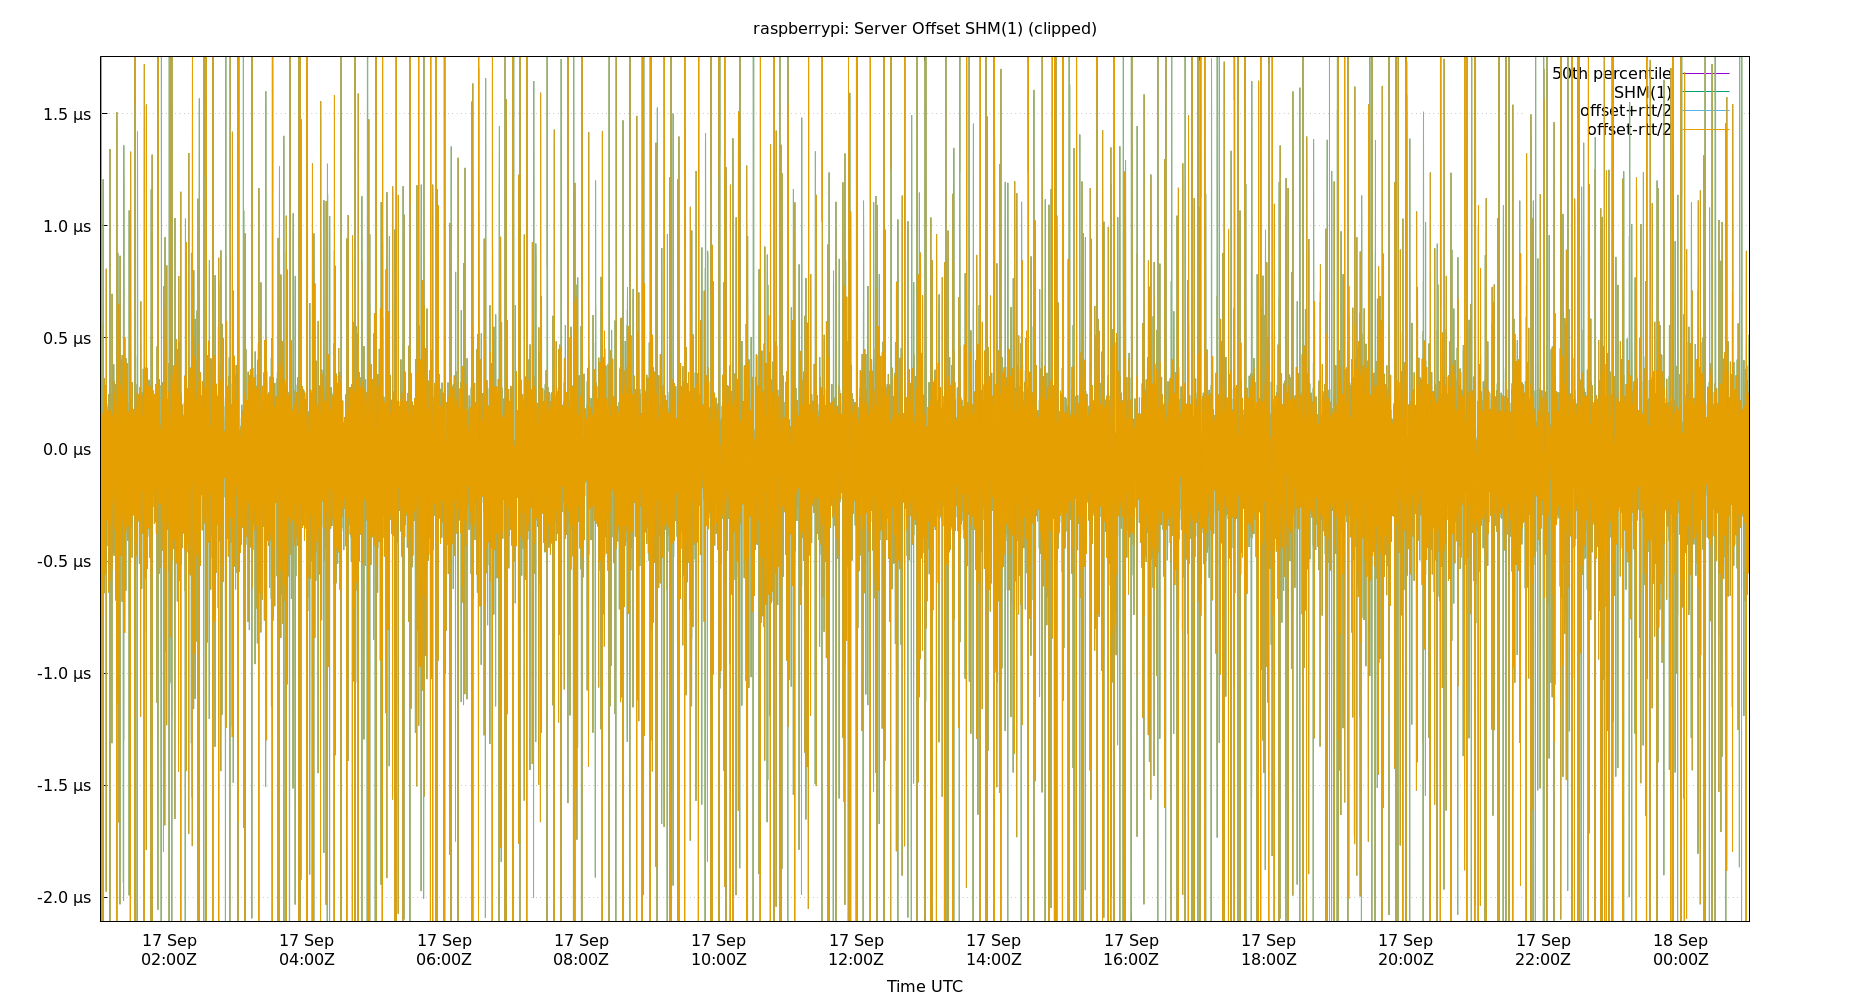 raspberrypi: Server Offset SHM(1) (clipped)
50th percentile
SHM(1)
offset+rtt/2
offset-rtt/2
1.5 µs
1.0 µs
0.5 µs
0.0 µs
-0.5 µs
-1.0 µs
-1.5 µs
-2.0 µs
17 Sep 17 Sep 17 Sep 17 Sep 17 Sep 17 Sep 17 Sep 17 Sep 17 Sep 17 Sep 17 Sep 18 Sep
02:00Z 04:00Z 06:00Z 08:00Z 10:00Z 12:00Z 14:00Z 16:00Z 18:00Z 20:00Z 22:00Z 00:00Z
Time UTC